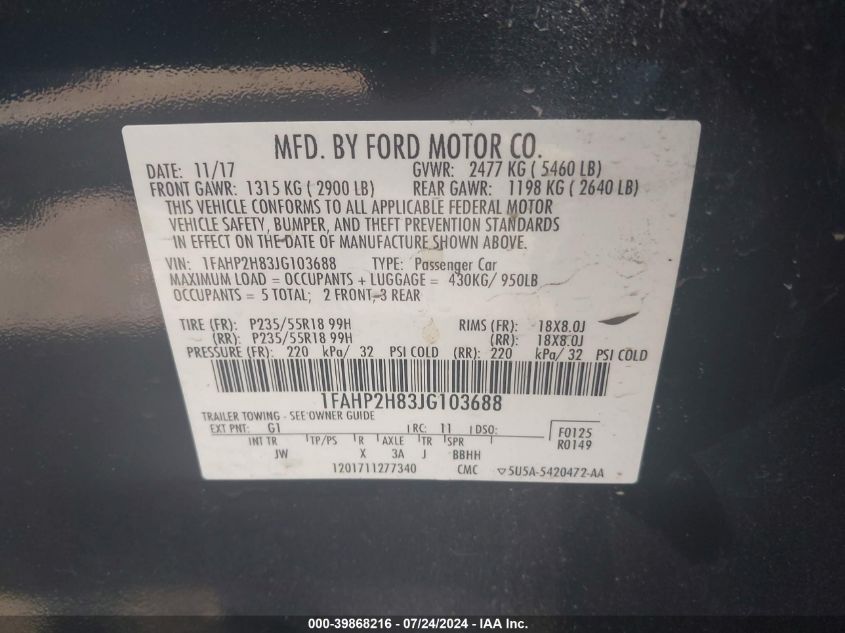 MFD. BY FORD MOTOR CO.
DATE: 11/17 GVWR: 2477 KG ( 5460 LB)
FRONT GAWR: 1315 KG ( 2900 LB) REAR GAWR: 1198 KG ( 2640 LB)
THIS VEHICLE CONFORMS TO ALL APPLICABLE FEDERAL MOTOR
VEHICLE SAFETY, BUMPER, AND THEFT PREVENTION STANDARDS
IN EFFECT ON THE DATE OF MANUFACTURE SHOWN ABOVE.
VIN: 1FAHP2H83JG103688 TYPE: Passenger Car
MAXIMUM LOAD = OCCUPANTS + LUGGAGE = 430KG/ 950LB
OCCUPANTS = 5 TOTAL; 2 FRONT, 3 REAR
TIRE (FR): P235/55R18 99H RIMS (FR): 18X8.0J
(RR): P235/55R18 99H (RR): 18X8.0J
PRESSURE (FR): 220 kPa/ 32 PSI COLD (RR): 220 kPa/ 32 PSI COLD
1FAHP2H83JG103688
TRAILER TOWING - SEE OWNER GUIDE
EXT PNT: G1 RC: 11 DSO: F0125
INT TR TP/PS R AXLE TR SPR R0149
JW X 3A J BBHH
1201711277340 CMC ▽5U5A-5420472-AA
000-39868216 / 07/24/2024 - IAA, Inc.